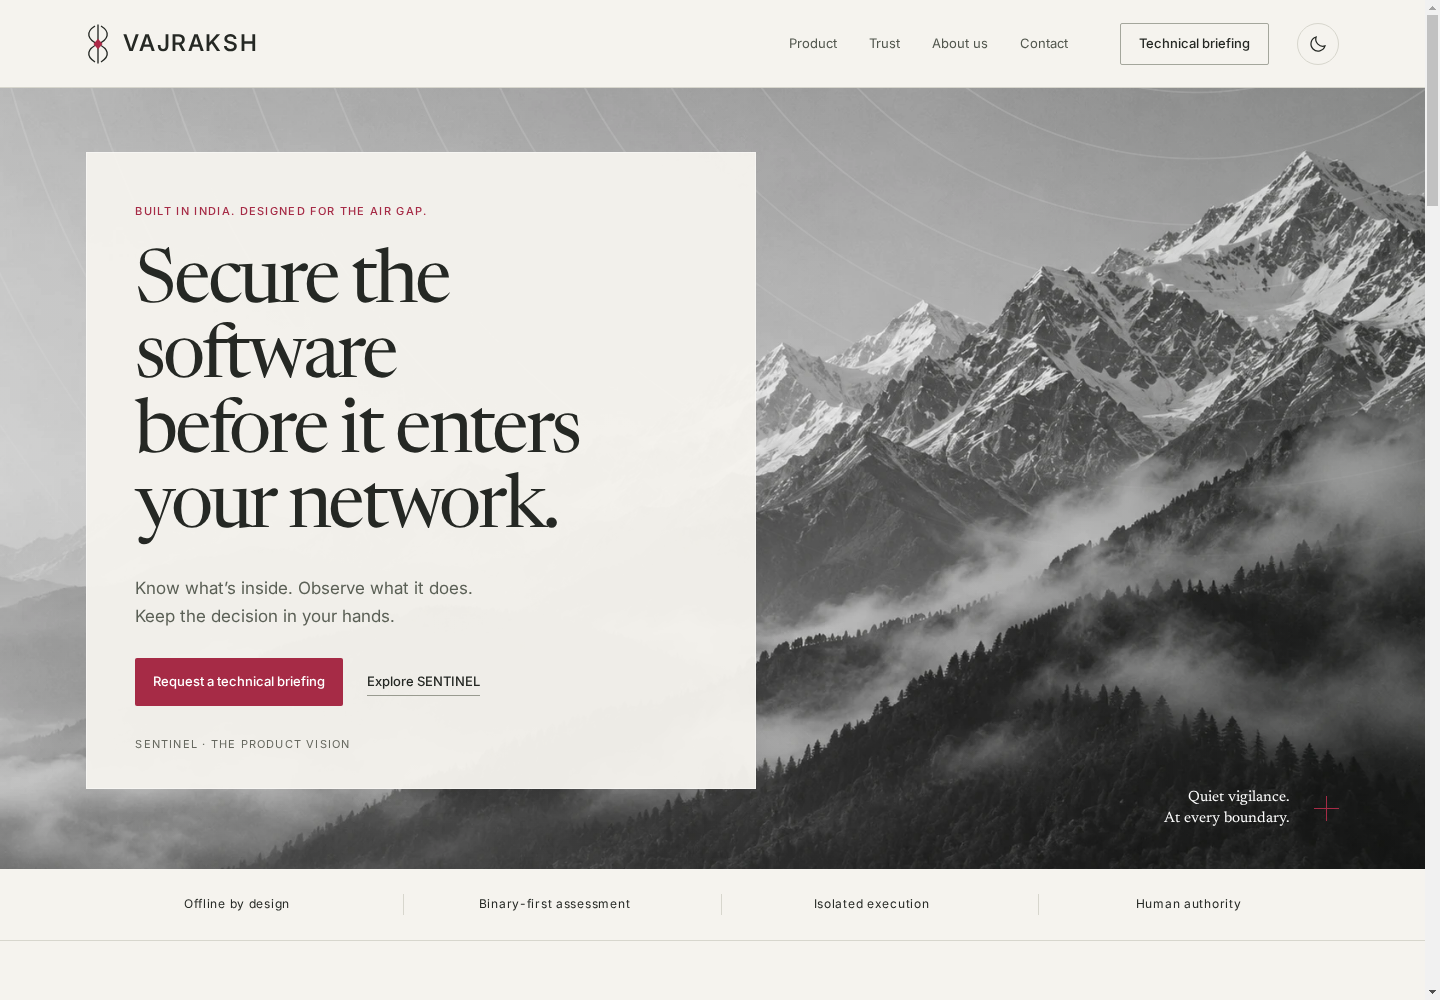 VAJRAKSH
Product
Trust
About us
Contact
Technical briefing
BUILT IN INDIA. DESIGNED FOR THE AIR GAP.
Secure the
software
before it enters
your network.
Know what’s inside. Observe what it does.
Keep the decision in your hands.
Request a technical briefing
Explore SENTINEL
SENTINEL · THE PRODUCT VISION
Quiet vigilance.
At every boundary.
Offline by design
Binary-first assessment
Isolated execution
Human authority